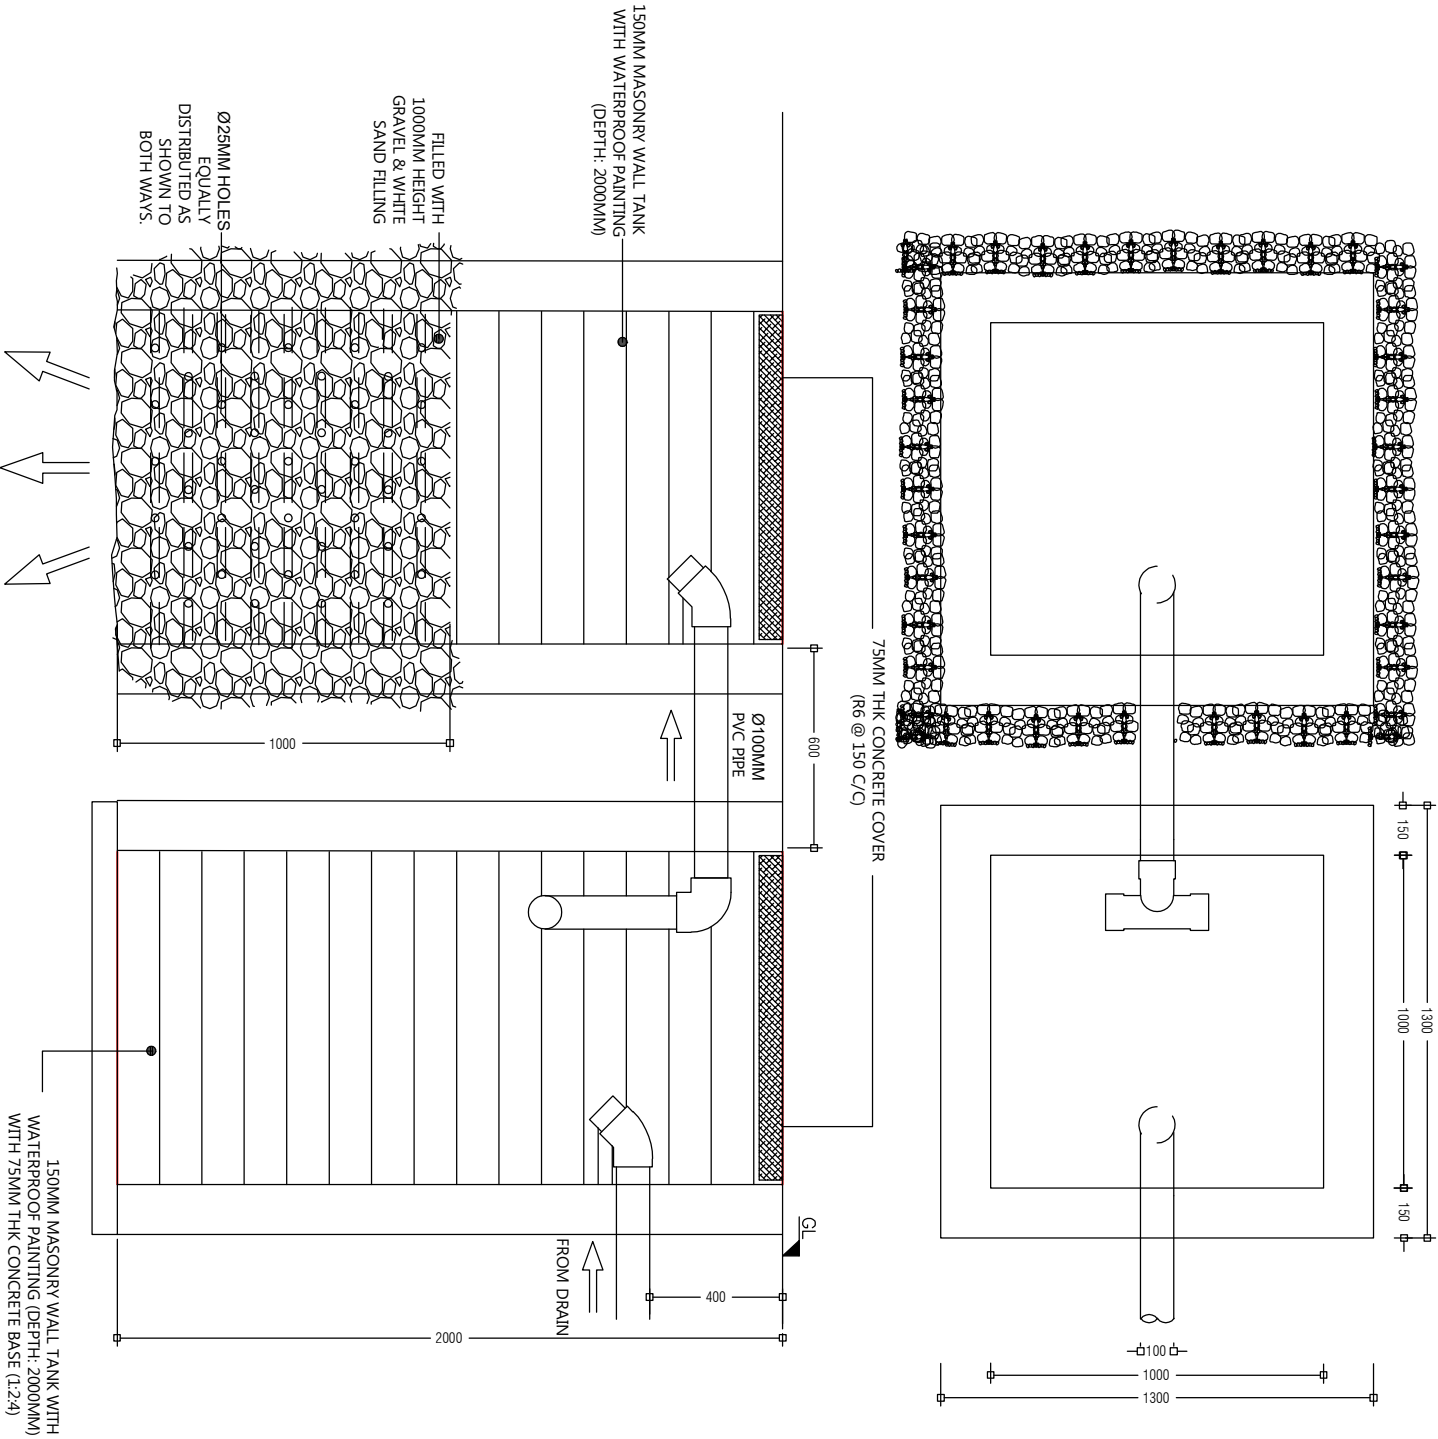 150MM MASONRY WALL TANK
WITH WATERPROOF PAINTING
(DEPTH: 2000MM)
FILLED WITH
1000MM HEIGHT
GRAVEL & WHITE
SAND FILLING
Ø25MM HOLES
EQUALLY
DISTRIBUTED AS
SHOWN TO
BOTH WAYS.
75MM THK CONCRETE COVER
(R6 @ 150 C/C)
600
Ø100MM
PVC PIPE
1000
150
1000
150
1300
GL
FROM DRAIN
400
2000
100
1000
1300
150MM MASONRY WALL TANK WITH
WATERPROOF PAINTING (DEPTH: 2000MM)
WITH 75MM THK CONCRETE BASE (1:2:4)